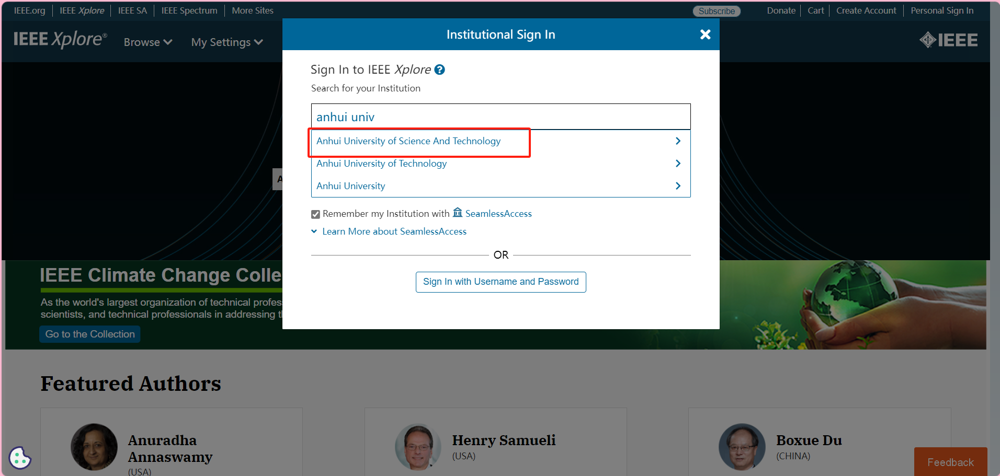 IEEE.org IEEE Xplore IEEE SA IEEE Spectrum More Sites Subscribe Donate Cart Create Account Personal Sign In
IEEE Xplore® Browse My Settings IEEE
Institutional Sign In
Sign In to IEEE Xplore
Search for your Institution
anhui univ
Anhui University of Science And Technology
Anhui University of Technology
A
Anhui University
Remember my Institution with SeamlessAccess
Learn More about SeamlessAccess
OR
Sign In with Username and Password
IEEE Climate Change Colle
As the world's largest organization of technical profes
scientists, and technical professionals in addressing t
Go to the Collection
Featured Authors
Anuradha
Annaswamy
(USA)
Henry Samueli
(USA)
Boxue Du
(CHINA)
Feedback